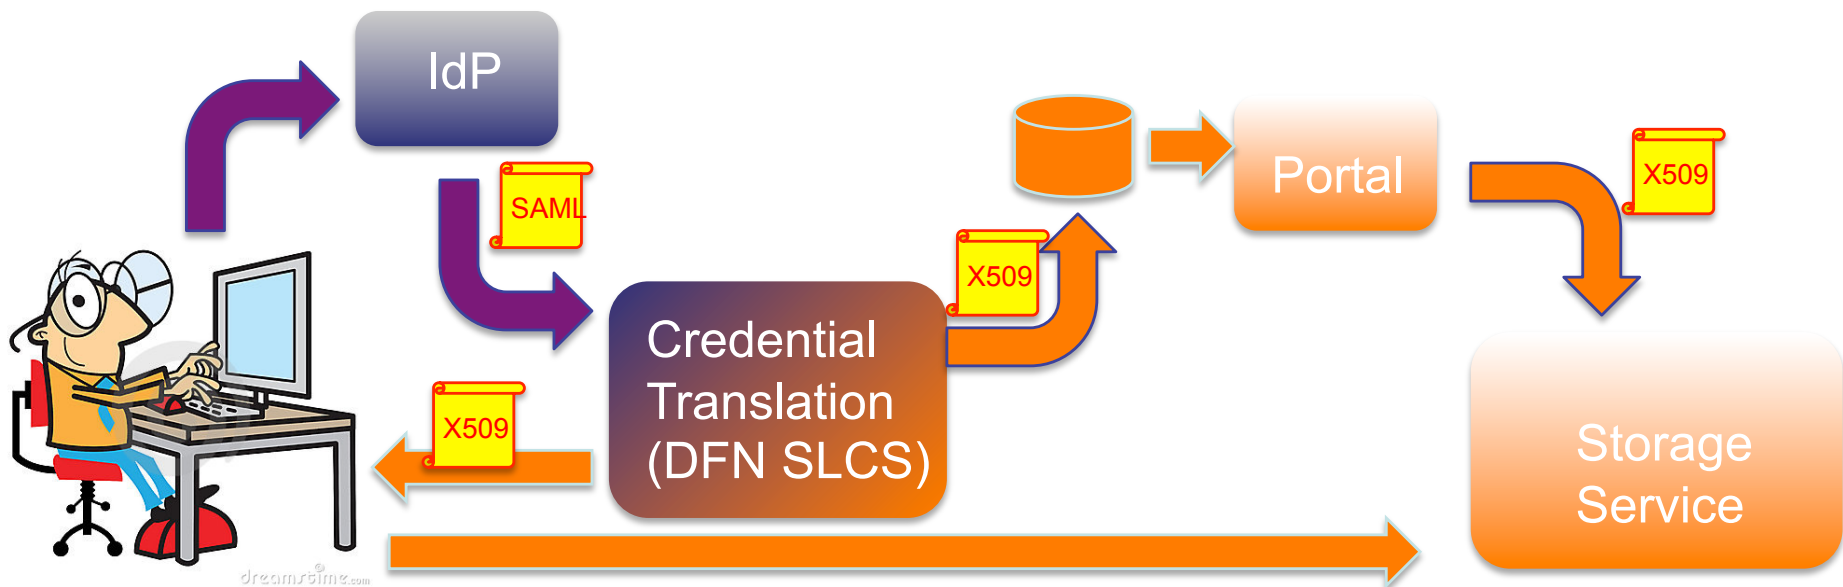 IdP
SAML
X509
Portal
X509
Credential
Translation
(DFN SLCS)
X509
Storage
Service
dreamstime.com